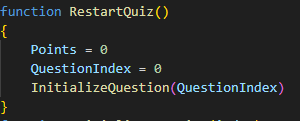 function RestartQuiz()
{
    Points = 0
    QuestionIndex = 0
    InitializeQuestion(QuestionIndex)
}